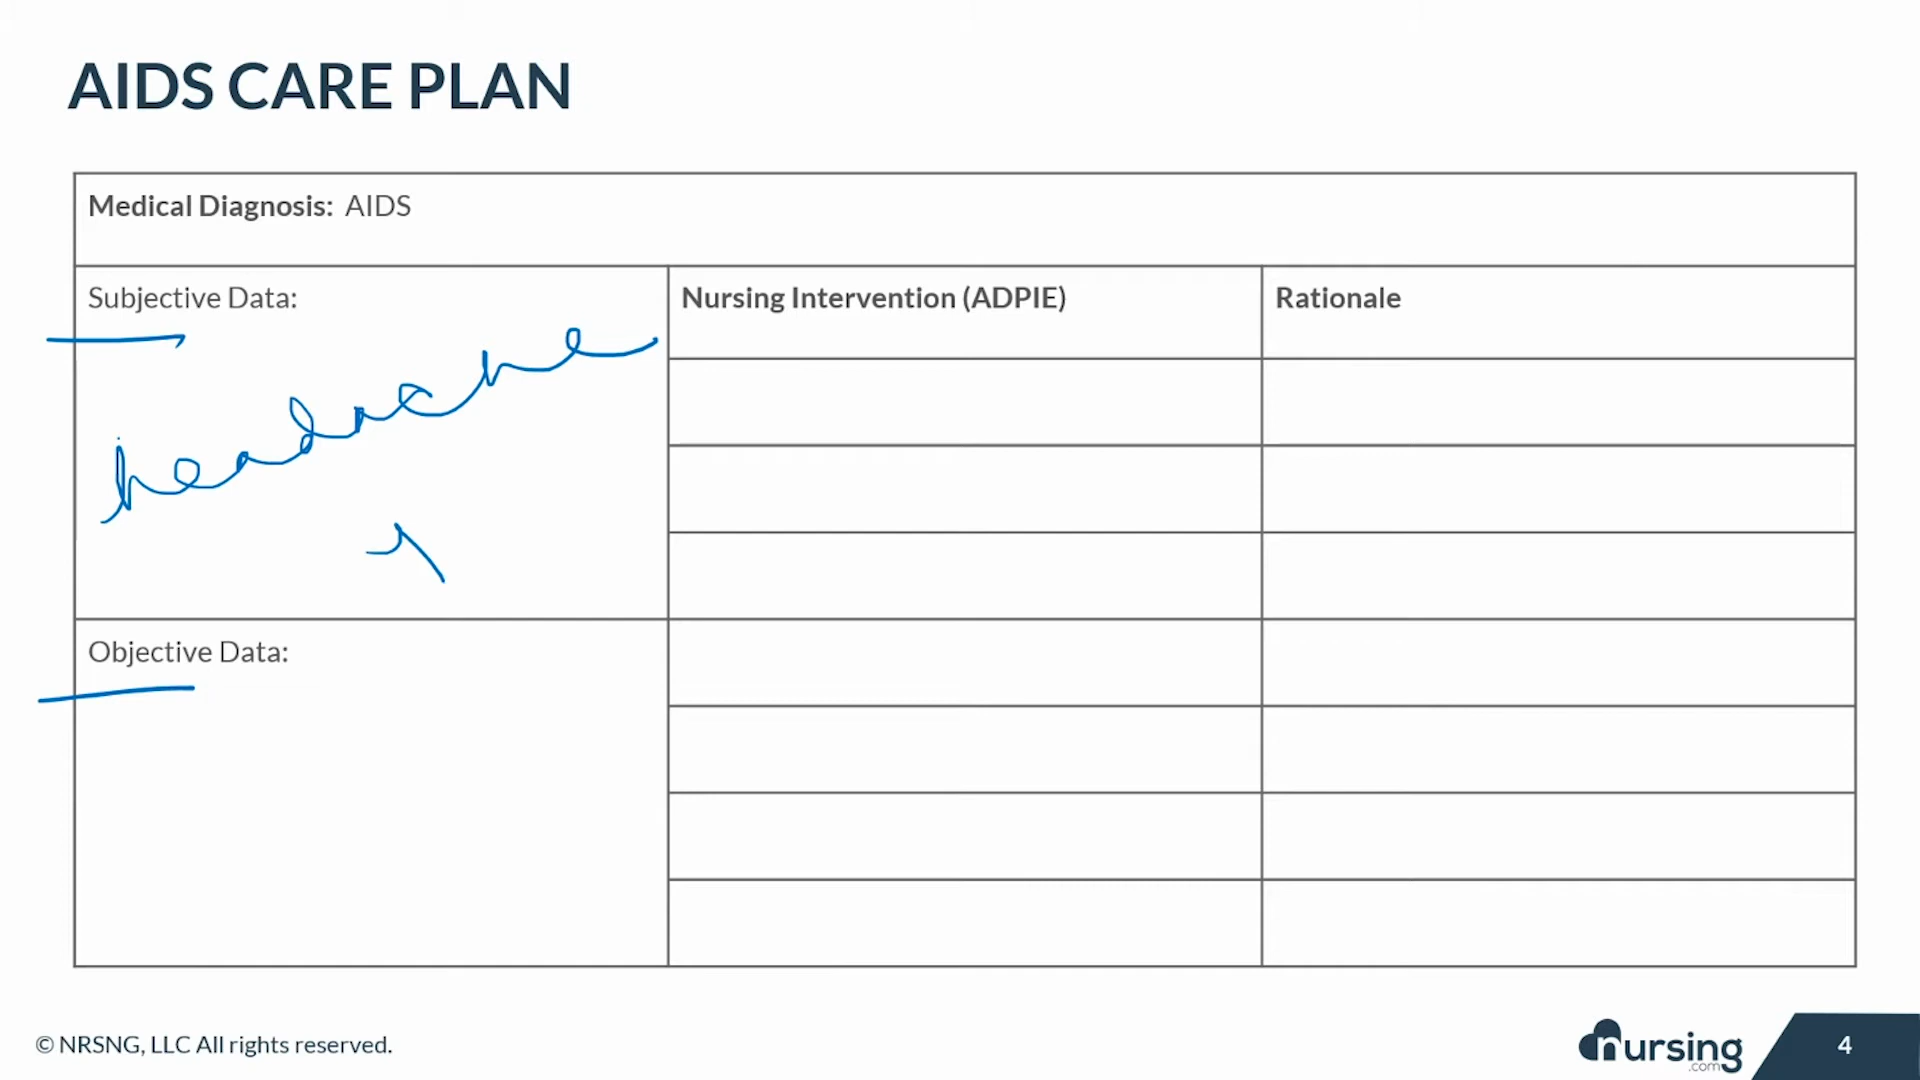 AIDS CARE PLAN
Medical Diagnosis: AIDS
Subjective Data:
headache
Nursing Intervention (ADPIE)
Rationale
Objective Data:
© NRSNG, LLC All rights reserved.
nursing
.com
4